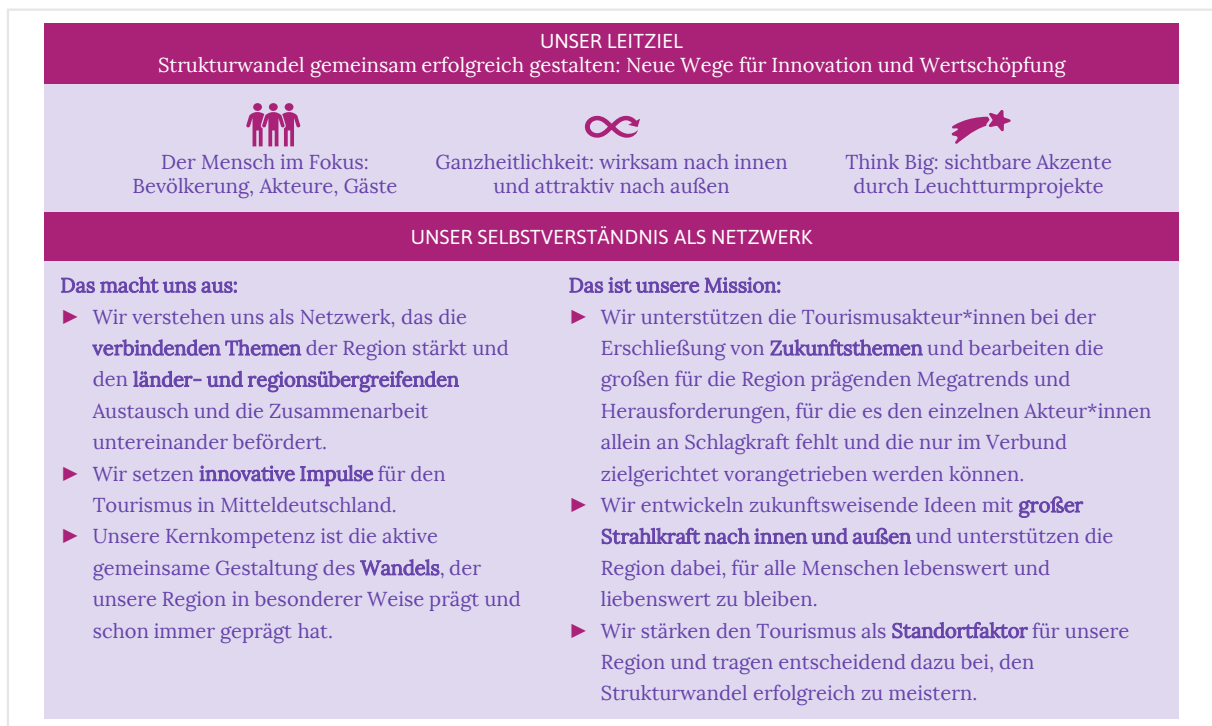 UNSER LEITZIEL
Strukturwandel gemeinsam erfolgreich gestalten: Neue Wege für Innovation und Wertschöpfung
Der Mensch im Fokus:
Bevölkerung, Akteure, Gäste
Ganzheitlichkeit: wirksam nach innen
und attraktiv nach außen
Think Big: sichtbare Akzente
durch Leuchtturmprojekte
UNSER SELBSTVERSTÄNDNIS ALS NETZWERK
Das macht uns aus:
► Wir verstehen uns als Netzwerk, das die
verbindenden Themen der Region stärkt und
den länder- und regionsübergreifenden
Austausch und die Zusammenarbeit
untereinander befördert.
► Wir setzen innovative Impulse für den
Tourismus in Mitteldeutschland.
► Unsere Kernkompetenz ist die aktive
gemeinsame Gestaltung des Wandels, der
unsere Region in besonderer Weise prägt und
schon immer geprägt hat.
Das ist unsere Mission:
► Wir unterstützen die Tourismusakteur*innen bei der
Erschließung von Zukunftsthemen und bearbeiten die
großen für die Region prägenden Megatrends und
Herausforderungen, für die es den einzelnen Akteur*innen
allein an Schlagkraft fehlt und die nur im Verbund
zielgerichtet vorangetrieben werden können.
► Wir entwickeln zukunftsweisende Ideen mit großer
Strahlkraft nach innen und außen und unterstützen die
Region dabei, für alle Menschen lebenswert und
liebenswert zu bleiben.
► Wir stärken den Tourismus als Standortfaktor für unsere
Region und tragen entscheidend dazu bei, den
Strukturwandel erfolgreich zu meistern.